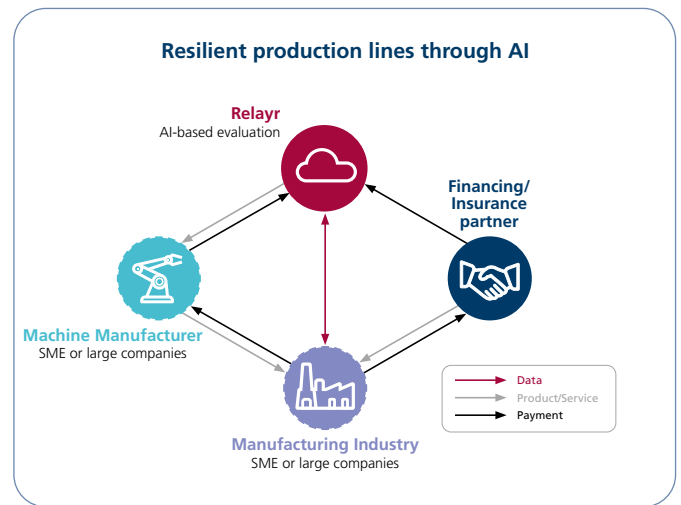 Resilient production lines through AI
Relayr
AI-based evaluation
Financing/
Insurance
partner
Machine Manufacturer
SME or large companies
Manufacturing Industry
SME or large companies
Data
Product/Service
Payment